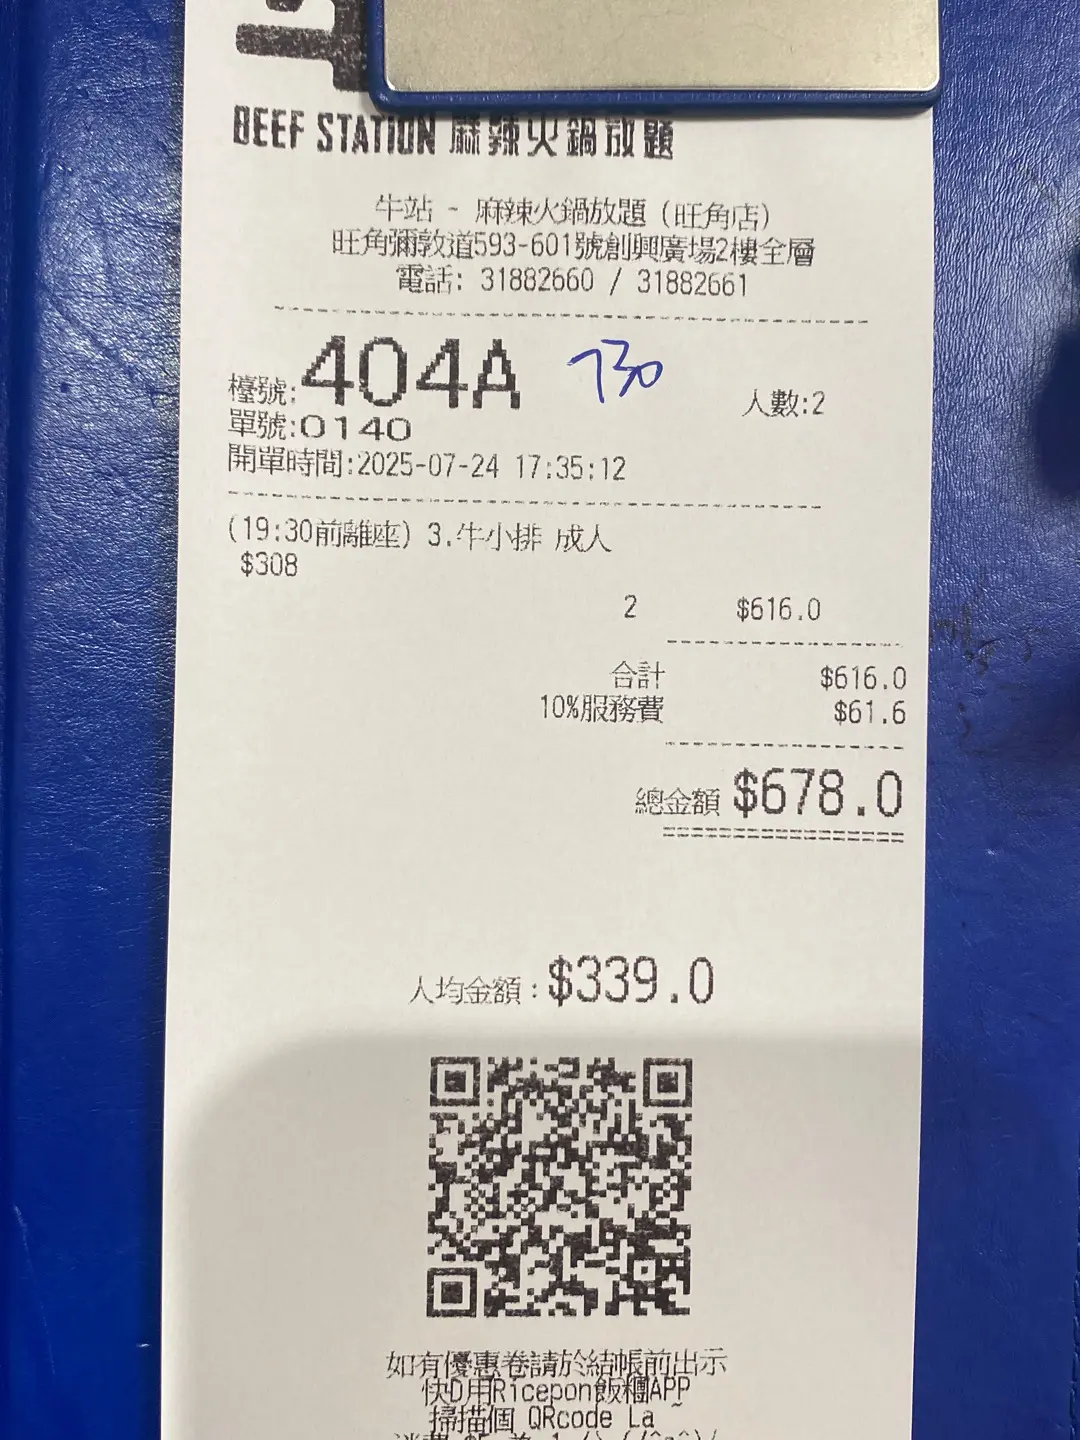 BEEF STATION 麻辣火鍋放題
牛站 ~ 麻辣火鍋放題 (旺角店)
旺角彌敦道593-601號創興廣場2樓全層
電話: 31882660 / 31882661
檯號:404A 730 人數:2
單號:0140
開單時間:2025-07-24 17:35:12
(19:30前離座) 3.牛小排 成人
$308
2 $616.0
合計 $616.0
10%服務費 $61.6
總金額 $678.0
人均金額:$339.0
如有優惠卷請於結帳前出示
快D用Ricepon飯糰APP
掃描個 QRcode La ~